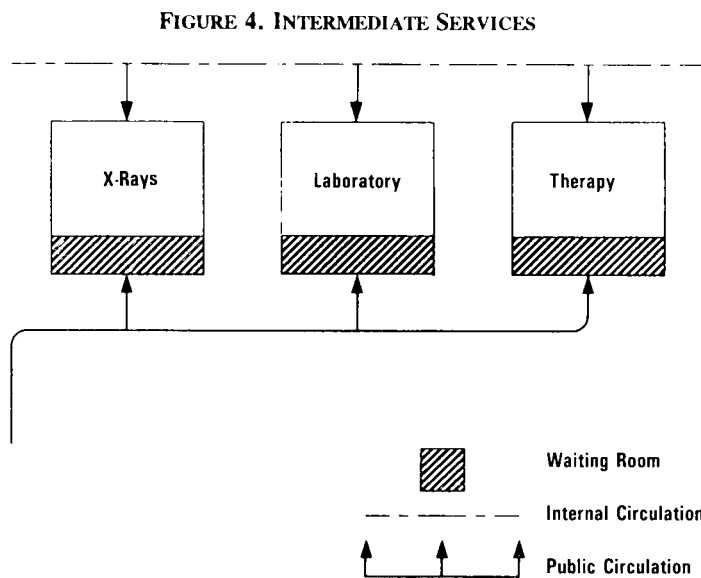 FIGURE 4. INTERMEDIATE SERVICES
X-Rays
Laboratory
Therapy
Waiting Room
Internal Circulation
Public Circulation